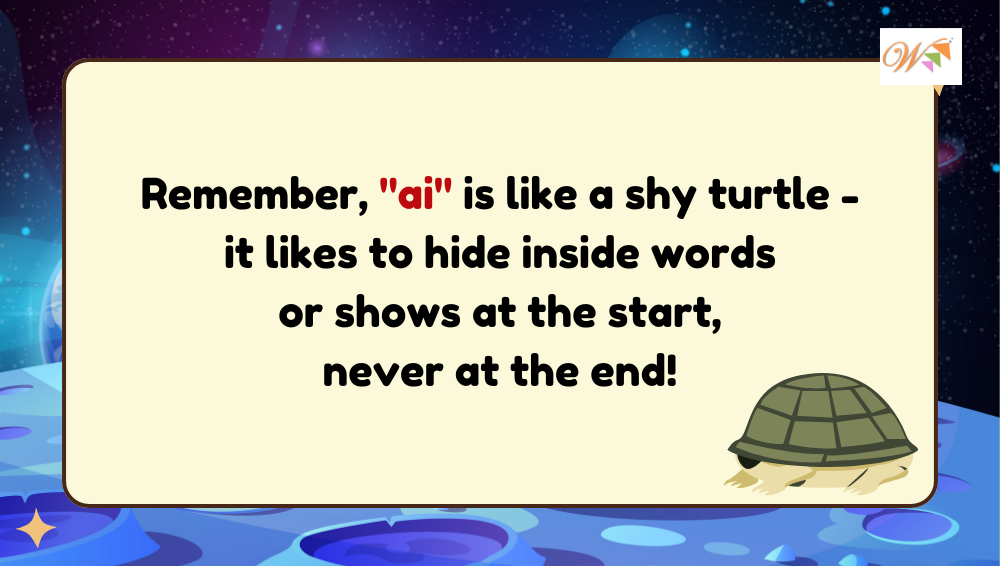 W
Remember, "ai" is like a shy turtle -
it likes to hide inside words
or shows at the start,
never at the end!